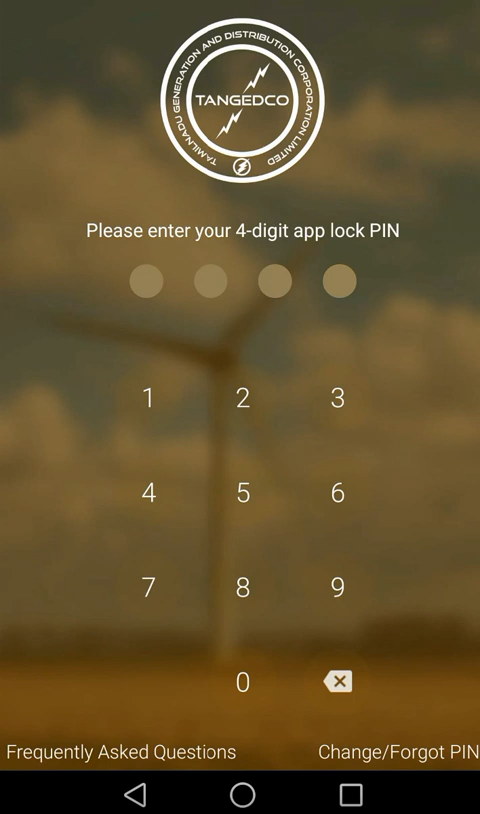 TAMILNADU GENERATION AND DISTRIBUTION CORPORATION LIMITED
TANGEDCO
Please enter your 4-digit app lock PIN
1 2 3
4 5 6
7 8 9
0
Frequently Asked Questions Change/Forgot PIN